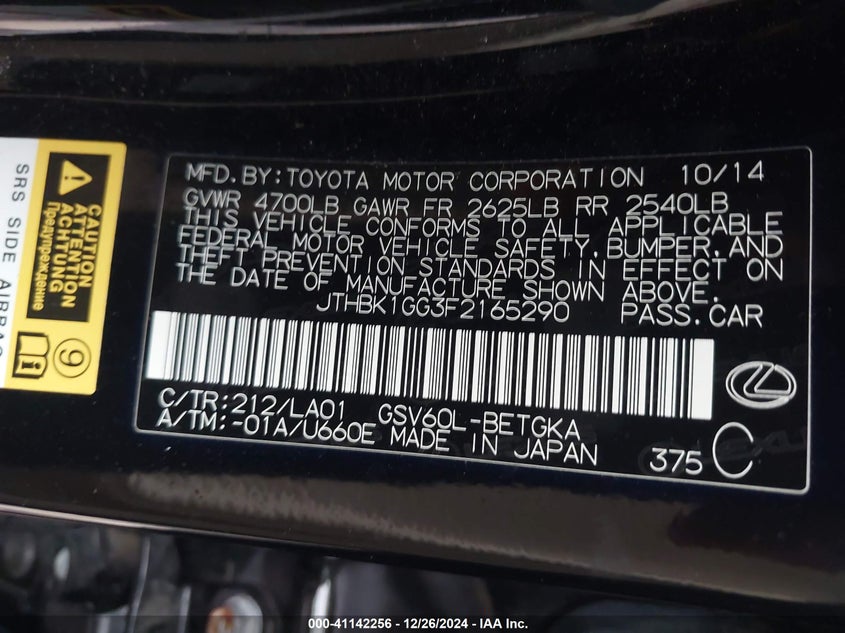 MFD.BY:TOYOTA MOTOR CORPORATION 10/14
GVWR 4700LB GAWR FR 2625LB RR 2540LB
THIS VEHICLE CONFORMS TO ALL APPLICABLE
FEDERAL MOTOR VEHICLE SAFETY,BUMPER,AND
THEFT PREVENTION STANDARDS IN EFFECT ON
THE DATE OF MANUFACTURE SHOWN ABOVE.
JTHBK1GG3F2165290 PASS.CAR
C/TR:212/LA01 GSV60L-BETGKA
A/TM:-01A/U660E MADE IN JAPAN
375 C
CAUTION
ATTENTION
ACHTUNG
Предупреждение
9
SRS SIDE AIRBAG
000-41142256 - 12/26/2024 - IAA Inc.